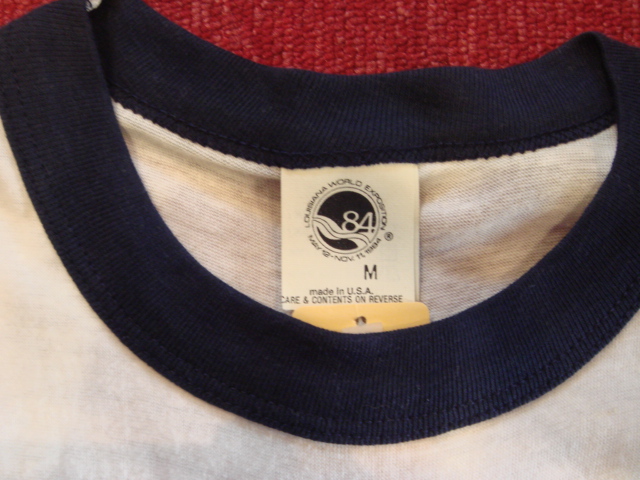 LOUISIANA WORLD EXPOSITION
84
MAY 12-NOV. 11, 1984
®
M
made in U.S.A.
CARE & CONTENTS ON REVERSE